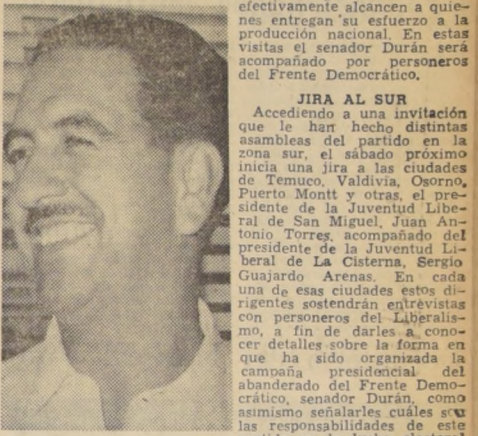 efectivamente alcancen a quie-
nes entregan su esfuerzo a la
producción nacional. En estas
visitas el senador Durán será
acompañado por personeros
del Frente Democrático.
JIRA AL SUR
Accediendo a una invitación
que le han hecho distintas
asambleas del partido en la
zona sur, el sábado próximo
inicia una jira a las ciudades
de Temuco, Valdivia, Osorno,
Puerto Montt y otras, el pre-
sidente de la Juventud Libe-
ral de San Miguel, Juan An-
tonio Torres, acompañado del
presidente de la Juventud Li-
beral de La Cisterna, Sergio
Guajardo Arenas. En cada
una de esas ciudades estos di-
rigentes sostendrán entrevistas
con personeros del Liberalis-
mo, a fin de darles a cono-
cer detalles sobre la forma en
que ha sido organizada la
campaña presidencial del
abanderado del Frente Demo-
crático, senador Durán, como
asimismo señalarles cuáles son
las responsabilidades de este